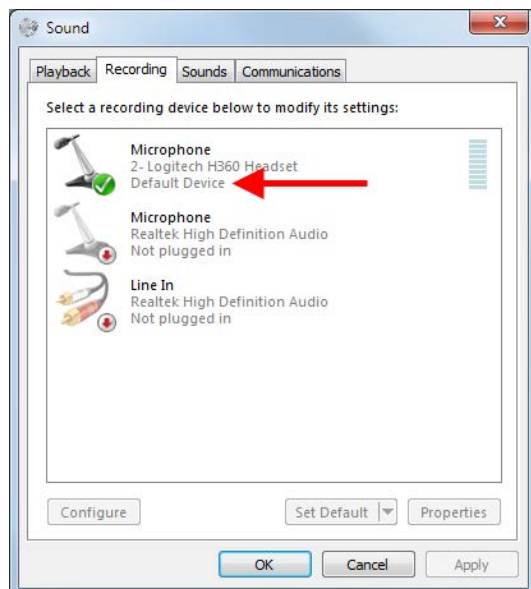 Sound
Playback Recording Sounds Communications
Select a recording device below to modify its settings:
Microphone
2- Logitech H360 Headset
Default Device
Microphone
Realtek High Definition Audio
Not plugged in
Line In
Realtek High Definition Audio
Not plugged in
Configure Set Default Properties
OK Cancel Apply